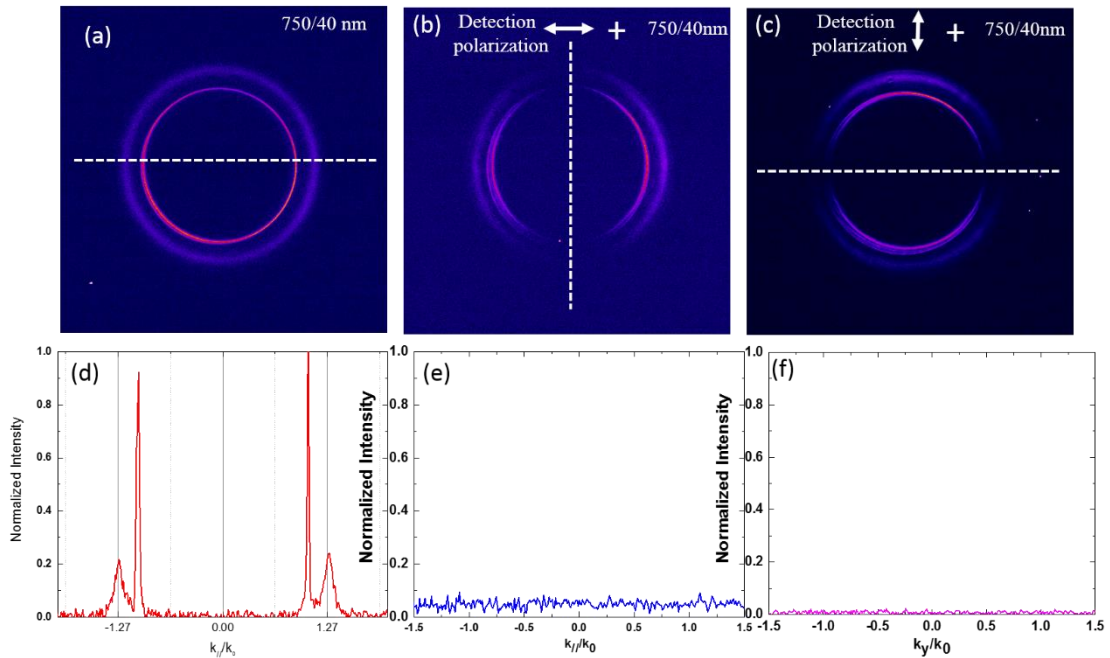 (a) 750/40 nm
(b) Detection polarization + 750/40nm
(c) Detection polarization + 750/40nm
(d)
Normalized Intensity
1.0
0.8
0.6
0.4
0.2
0.0
-1.27 0.00 1.27
k//k₀
(e)
Normalized Intensity
1.0
0.8
0.6
0.4
0.2
0.0
-1.5 -1.0 -0.5 0.0 0.5 1.0 1.5
k///k0
(f)
Normalized Intensity
1.0
0.8
0.6
0.4
0.2
0.0
-1.5 -1.0 -0.5 0.0 0.5 1.0 1.5
ky/k0